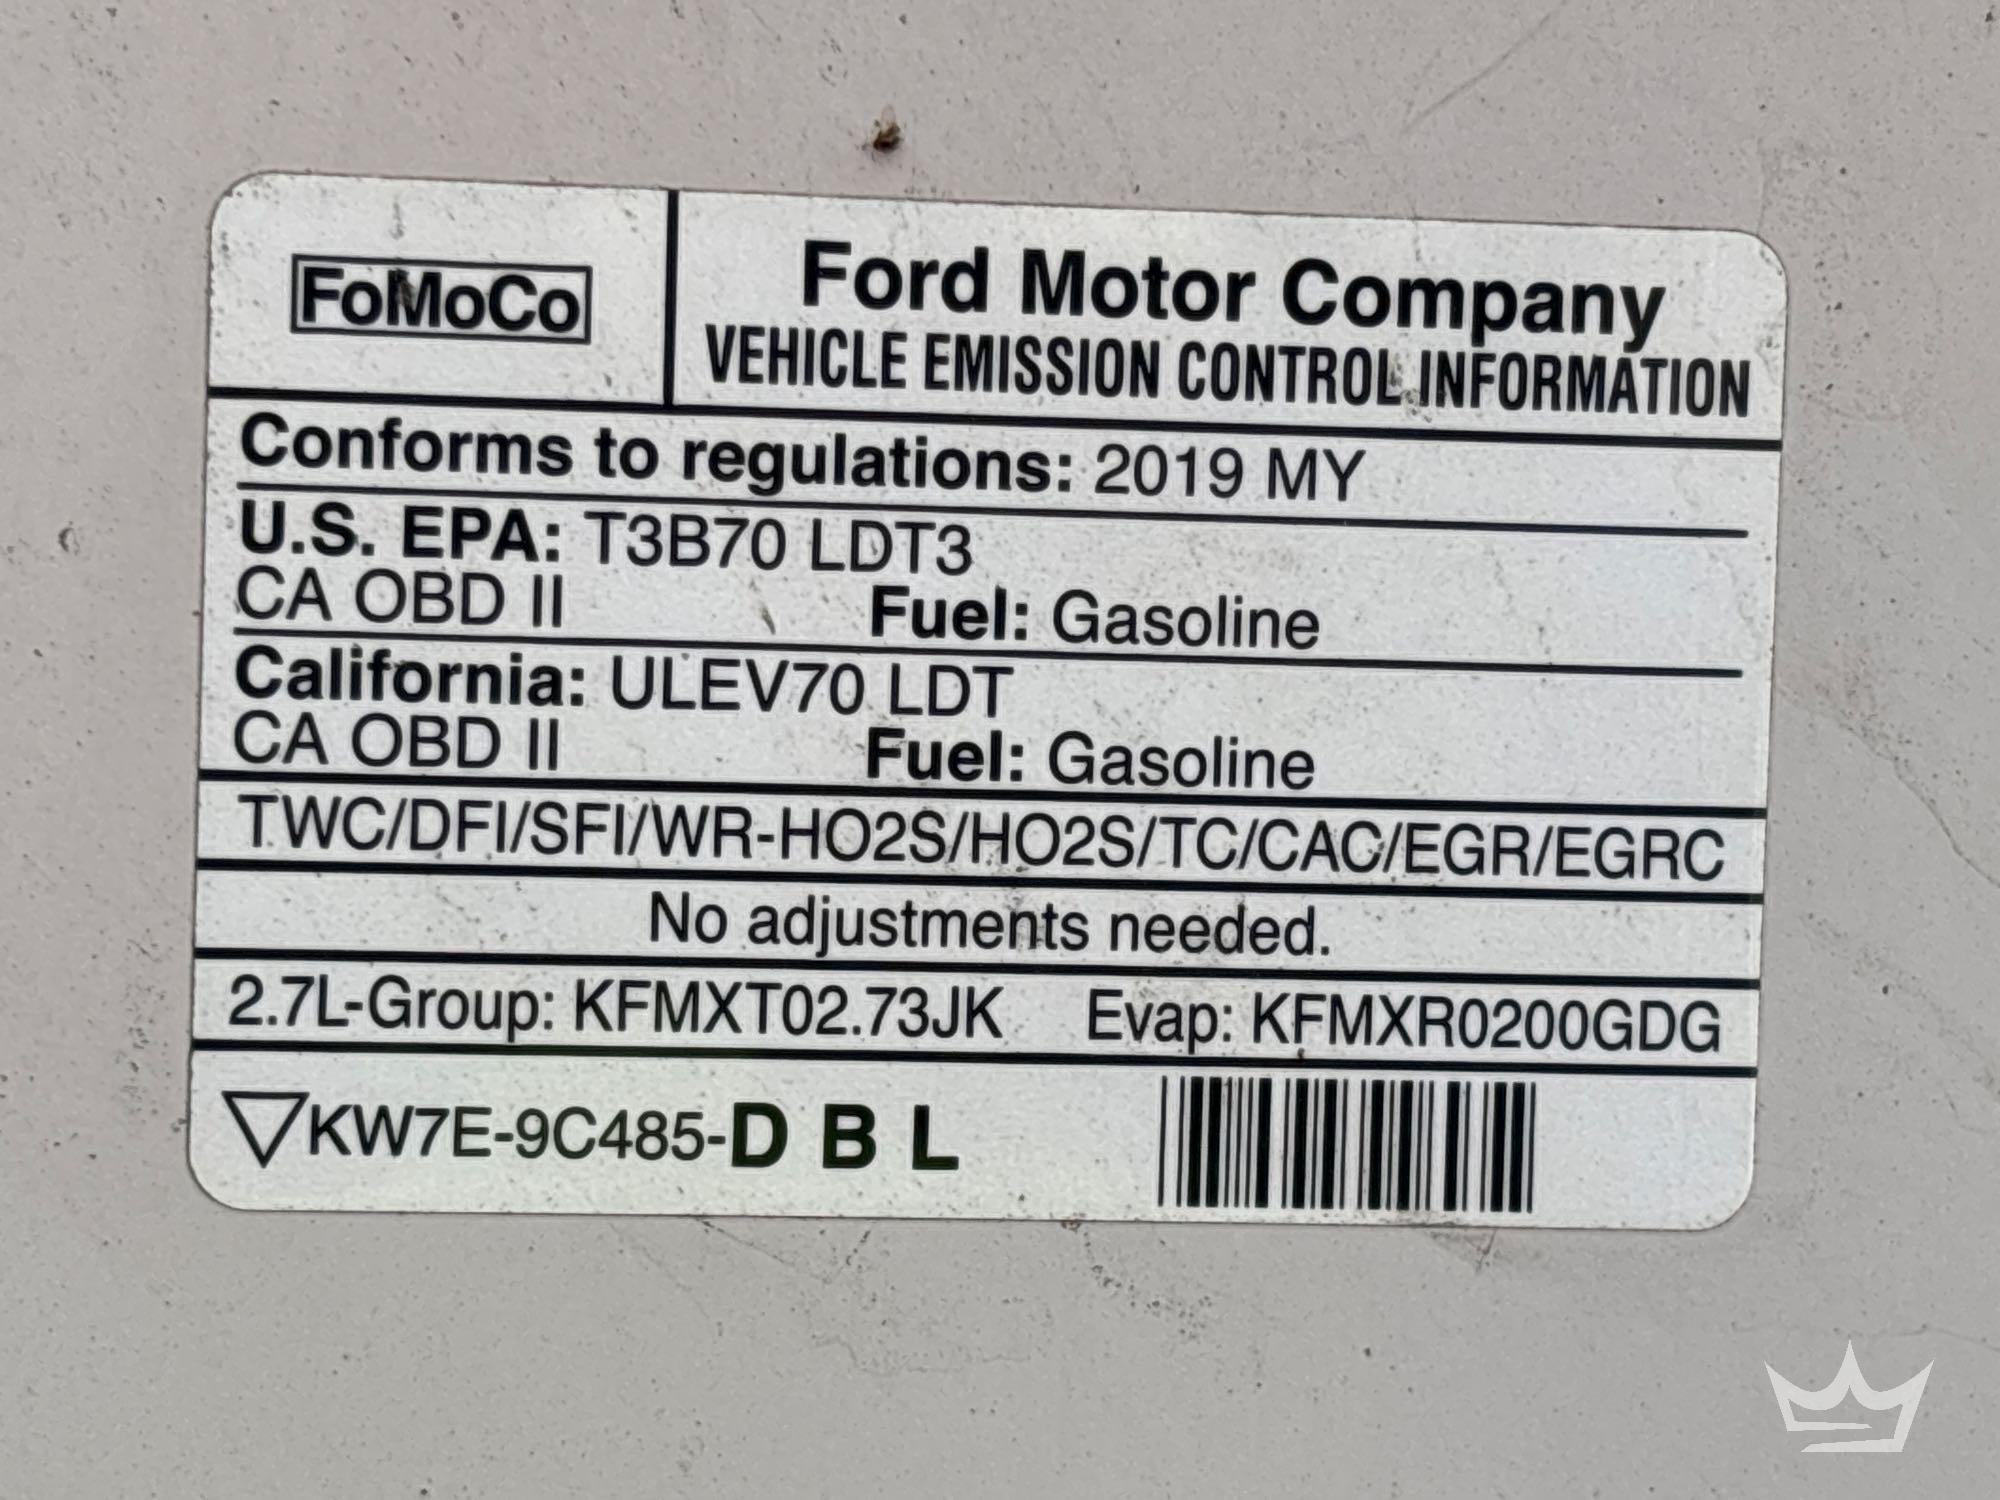 FoMoCo
Ford Motor Company
VEHICLE EMISSION CONTROL INFORMATION
Conforms to regulations: 2019 MY
U.S. EPA: T3B70 LDT3
CA OBD II Fuel: Gasoline
California: ULEV70 LDT
CA OBD II Fuel: Gasoline
TWC/DFI/SFI/WR-HO2S/HO2S/TC/CAC/EGR/EGRC
No adjustments needed.
2.7L-Group: KFMXT02.73JK Evap: KFMXR0200GDG
KW7E-9C485-D B L